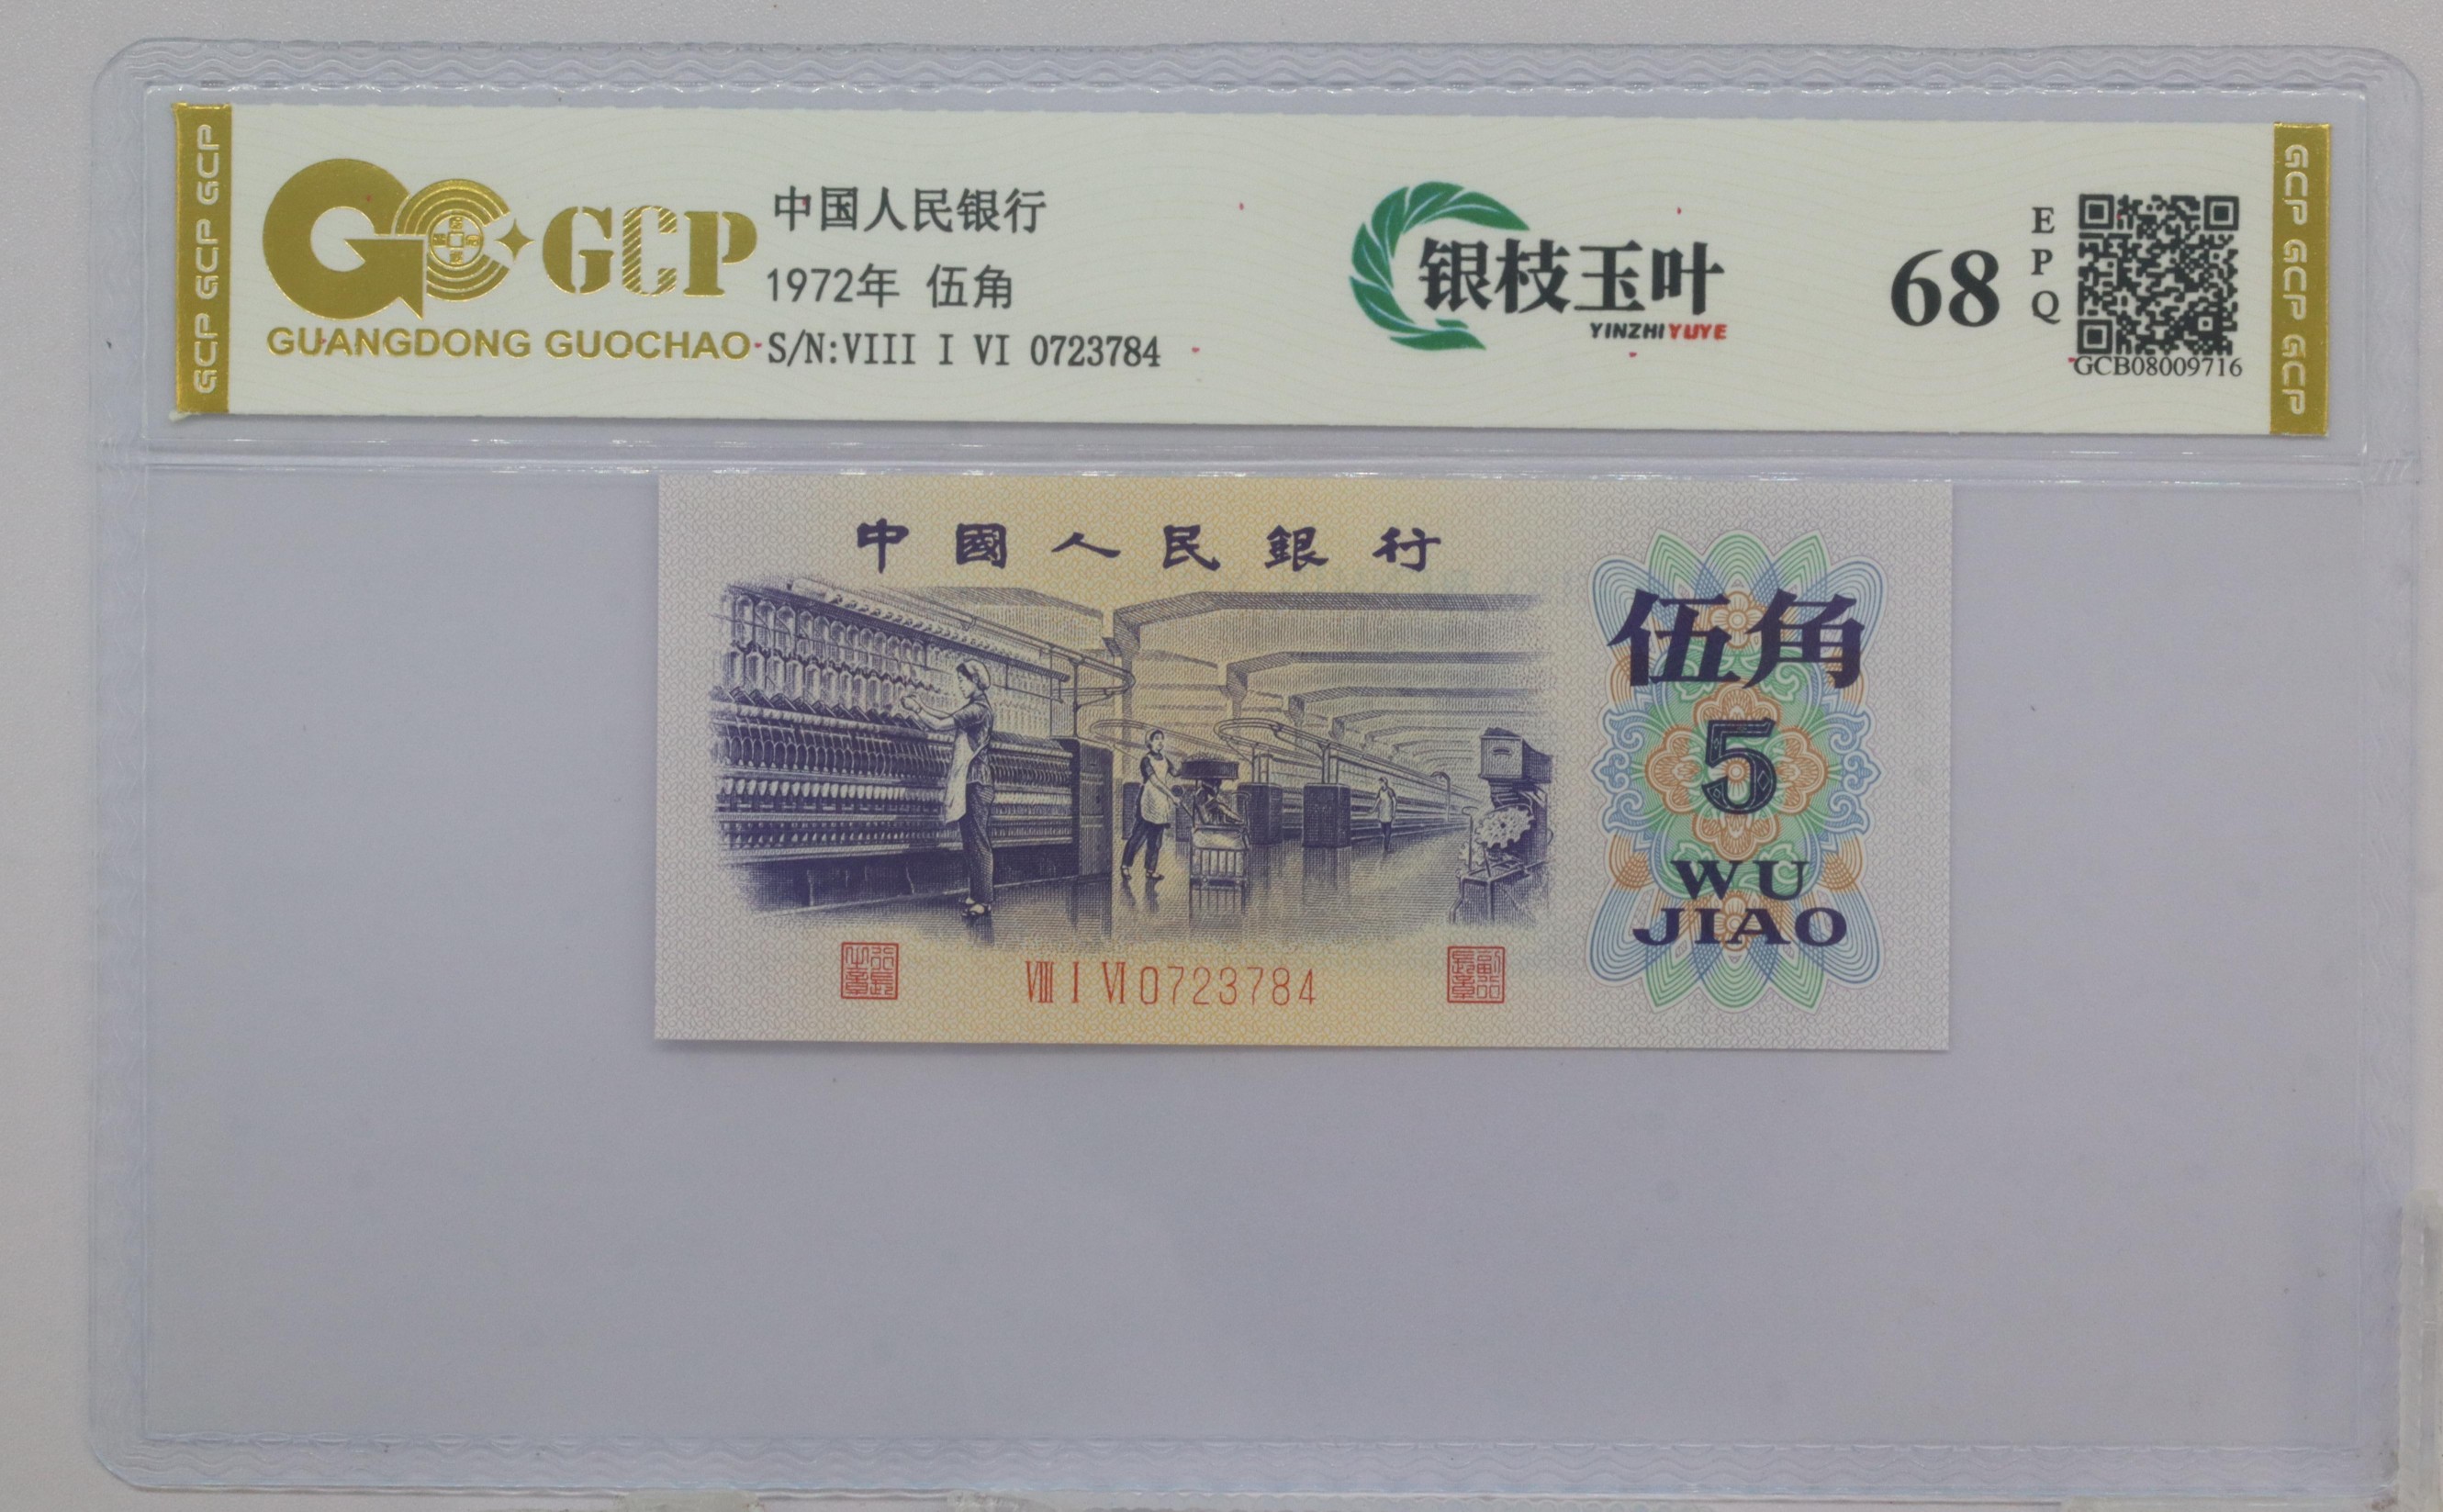 GCP GCP GCP
GCP
GUANGDONG GUOCHAO
中国人民银行
1972年 伍角
S/N:VIII I VI 0723784
银枝玉叶
YINZHIYUYE
68
EPQ
GCB08009716
GCP GCP GCP
中國人民銀行
伍角
5
WU
JIAO
VIII I VI 0723784